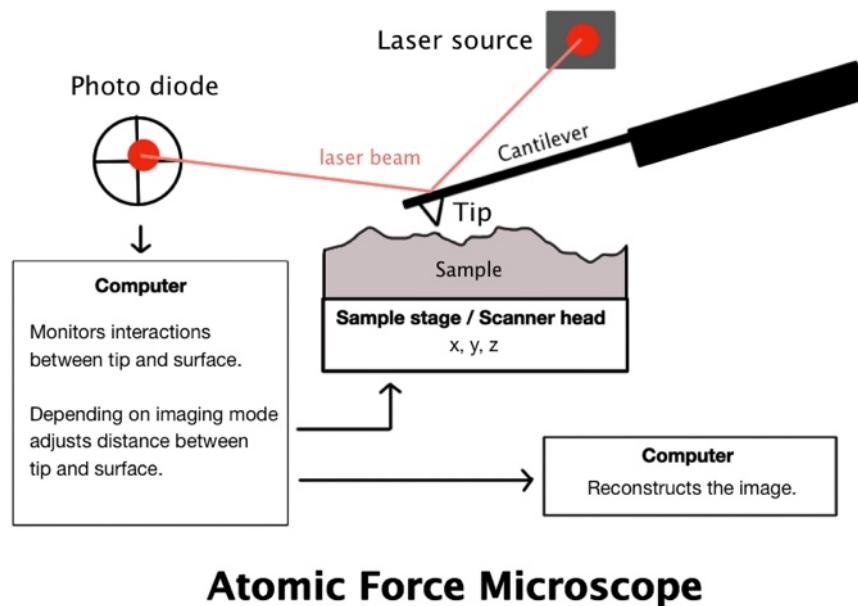 Laser source
Photo diode
laser beam
Cantilever
Tip
Sample
Sample stage / Scanner head
x, y, z
Computer
Monitors interactions
between tip and surface.
Depending on imaging mode
adjusts distance between
tip and surface.
Computer
Reconstructs the image.
Atomic Force Microscope